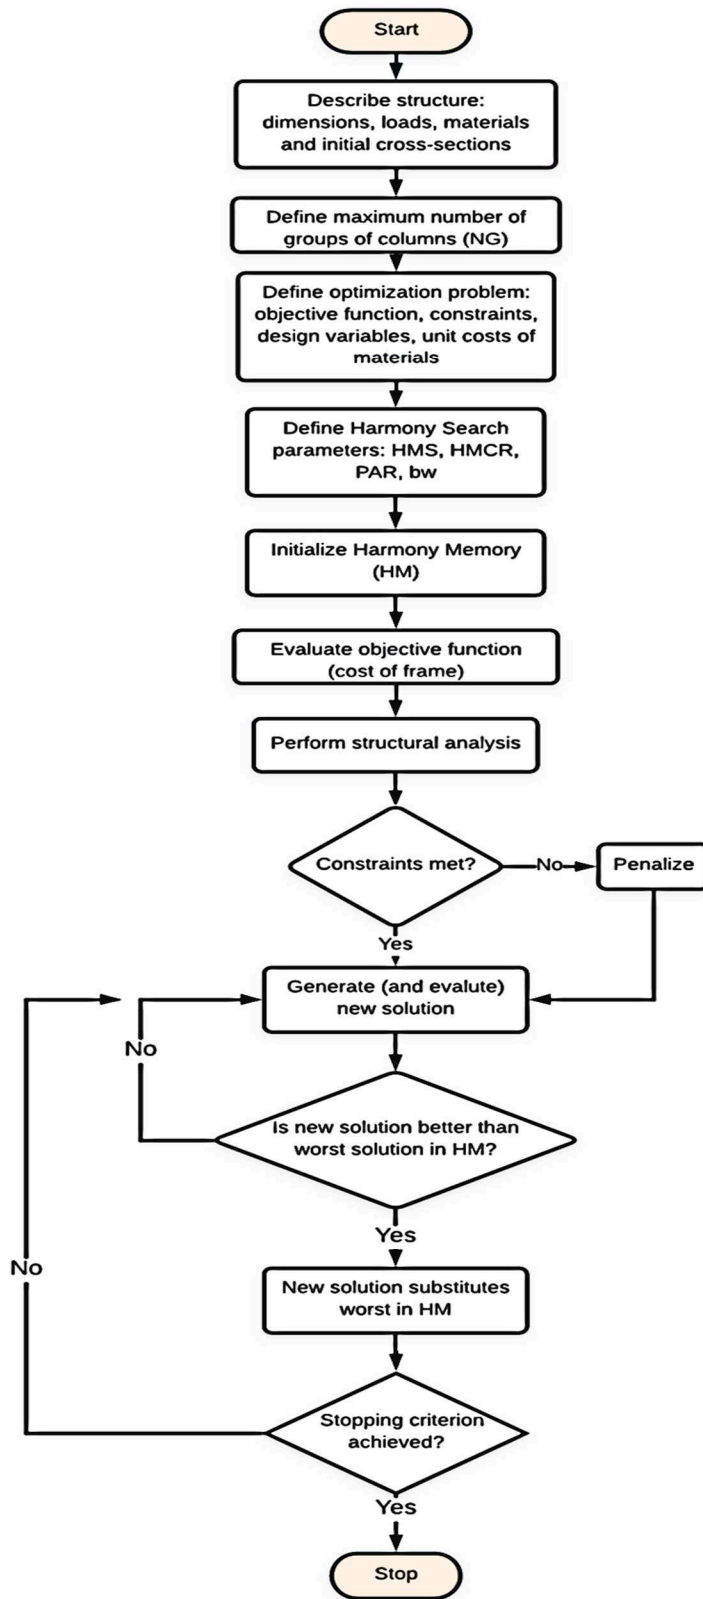 Start
Describe structure:
dimensions, loads, materials
and initial cross-sections
Define maximum number of
groups of columns (NG)
Define optimization problem:
objective function, constraints,
design variables, unit costs of
materials
Define Harmony Search
parameters: HMS, HMCR,
PAR, bw
Initialize Harmony Memory
(HM)
Evaluate objective function
(cost of frame)
Perform structural analysis
Constraints met?
No
Penalize
Yes
Generate (and evalute)
new solution
No
Is new solution better than
worst solution in HM?
Yes
No
New solution substitutes
worst in HM
Stopping criterion
achieved?
Yes
Stop